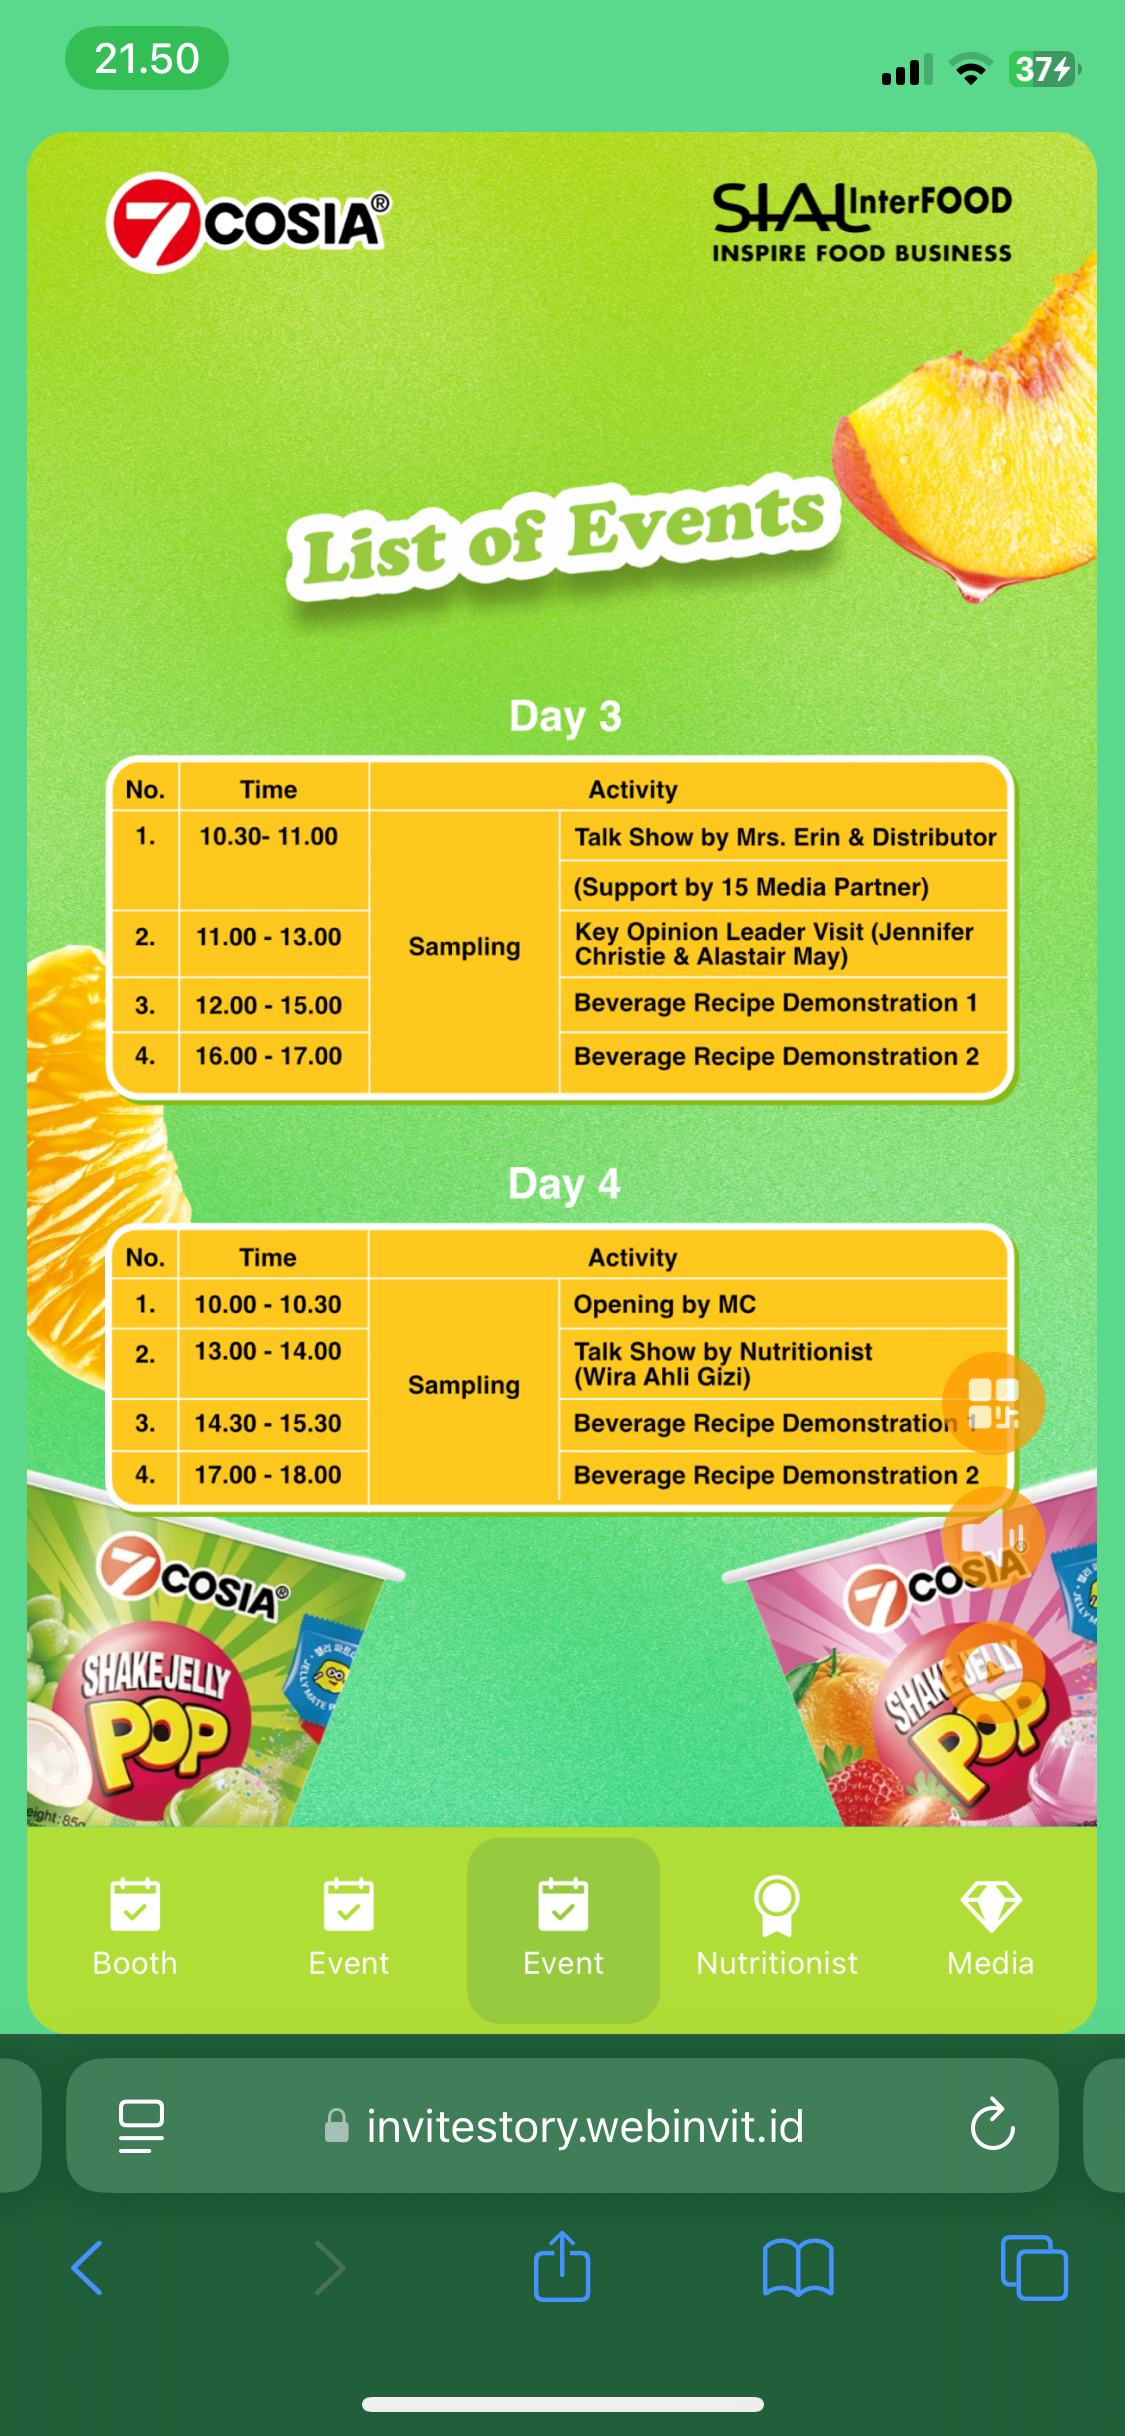 21.50
37
7 COSIA®
SIAL InterFOOD
INSPIRE FOOD BUSINESS
List of Events
Day 3
No. Time Activity
1. 10.30- 11.00 Talk Show by Mrs. Erin & Distributor
(Support by 15 Media Partner)
2. 11.00 - 13.00 Key Opinion Leader Visit (Jennifer
Christie & Alastair May)
Sampling
3. 12.00 - 15.00 Beverage Recipe Demonstration 1
4. 16.00 - 17.00 Beverage Recipe Demonstration 2
Day 4
No. Time Activity
1. 10.00 - 10.30 Opening by MC
2. 13.00 - 14.00 Talk Show by Nutritionist
(Wira Ahli Gizi)
Sampling
3. 14.30 - 15.30 Beverage Recipe Demonstration 1
4. 17.00 - 18.00 Beverage Recipe Demonstration 2
7 COSIA®
SHAKE JELLY
POP
JELLY MATE
7 COSIA
SHAKE JELLY
POP
Booth Event Event Nutritionist Media
invitestory.webinvit.id